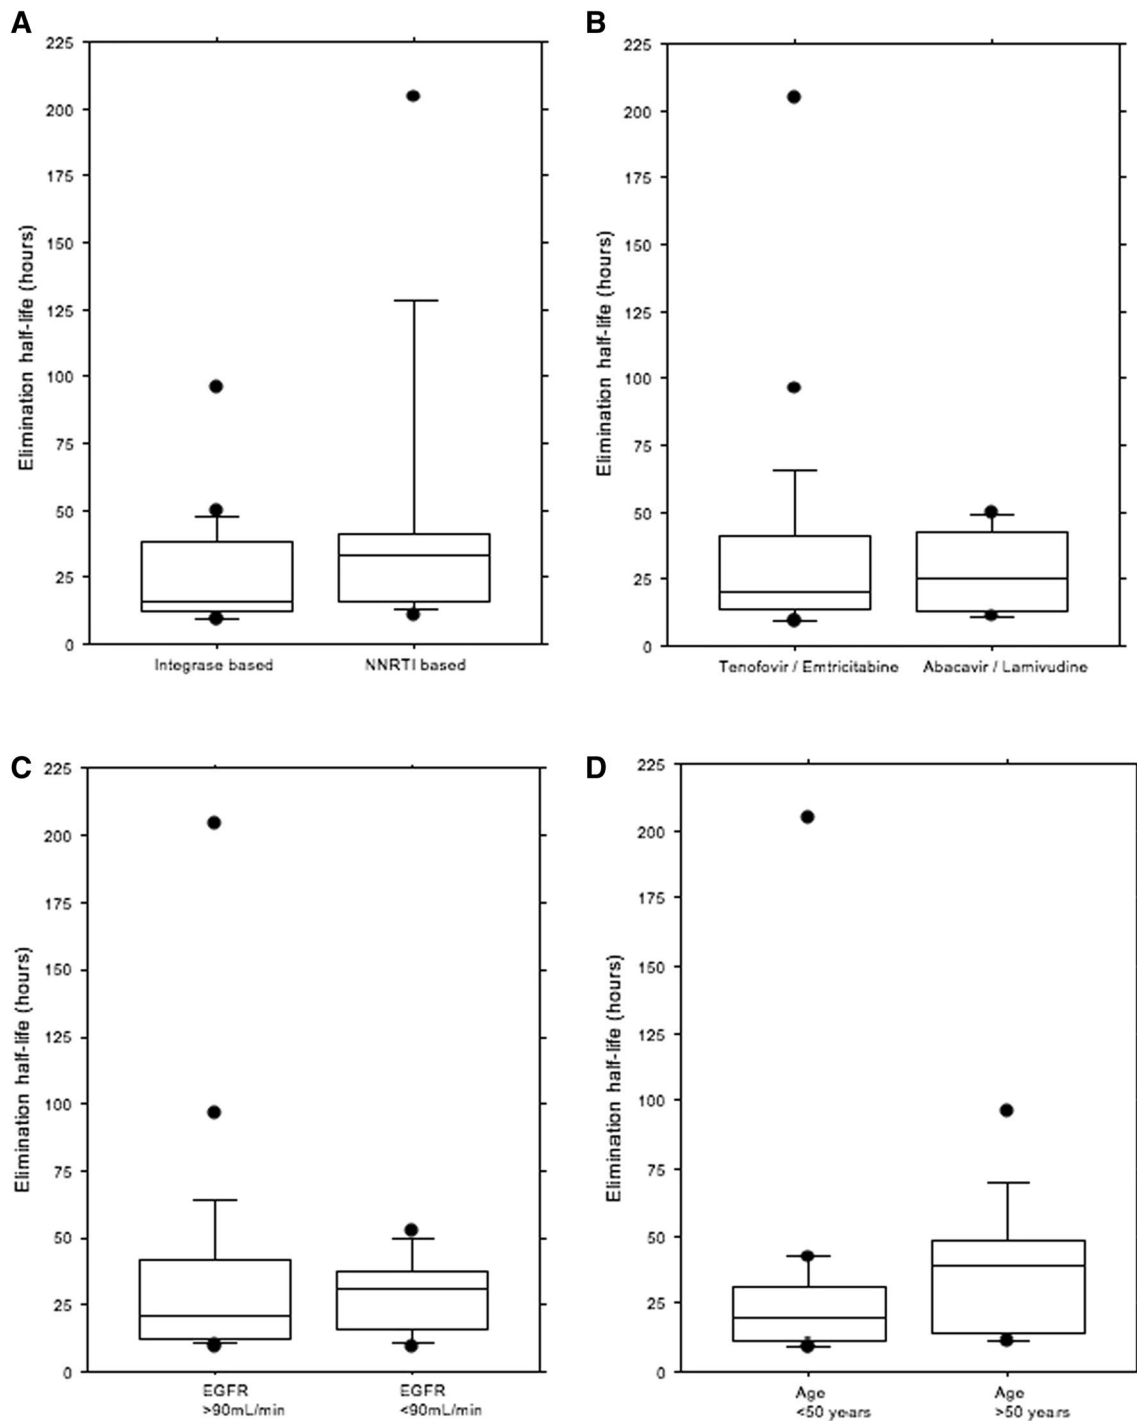 A
225
200
175
150
125
100
75
50
25
0
Elimination half-life (hours)
Integrase based
NNRTI based
B
225
200
175
150
125
100
75
50
25
0
Elimination half-life (hours)
Tenofovir / Emtricitabine
Abacavir / Lamivudine
C
225
200
175
150
125
100
75
50
25
0
Elimination half-life (hours)
EGFR
>90mL/min
EGFR
<90mL/min
D
225
200
175
150
125
100
75
50
25
0
Elimination half-life (hours)
Age
<50 years
Age
>50 years